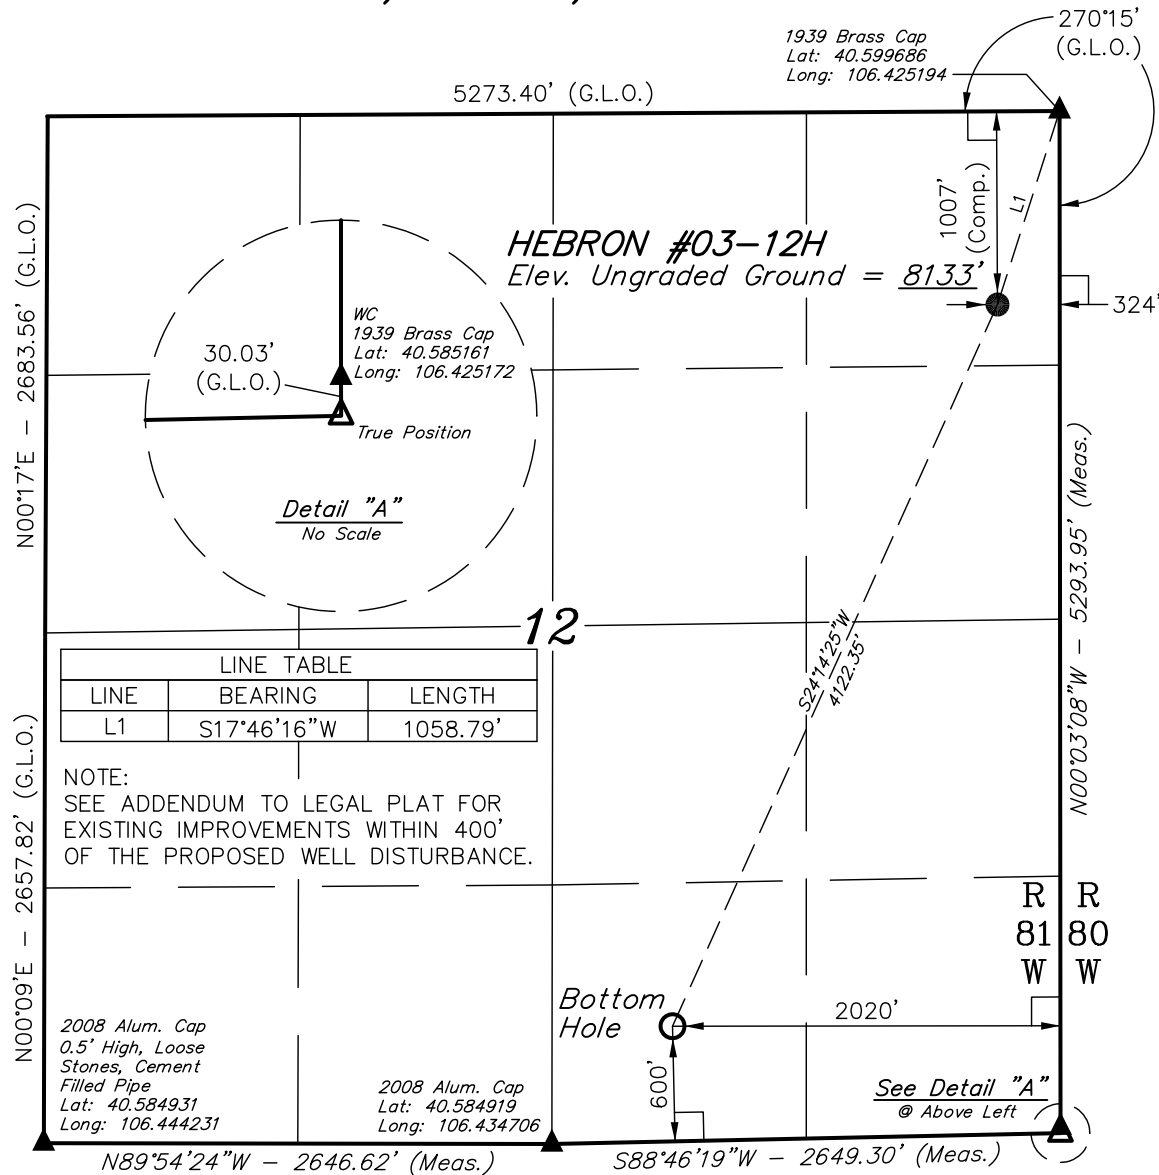 270°15'
(G.L.O.)
1939 Brass Cap
Lat: 40.599686
Long: 106.425194
5273.40' (G.L.O.)
1007'
(Comp.)
L1
HEBRON #03-12H
Elev. Ungraded Ground = 8133'
324'
N00°17'E - 2683.56' (G.L.O.)
WC
1939 Brass Cap
Lat: 40.585161
Long: 106.425172
30.03'
(G.L.O.)
True Position
Detail "A"
No Scale
N00°03'08"W - 5293.95' (Meas.)
12
S24°14'25"W
4122.35'
LINE TABLE
LINE BEARING LENGTH
L1 S17°46'16"W 1058.79'
NOTE:
SEE ADDENDUM TO LEGAL PLAT FOR
EXISTING IMPROVEMENTS WITHIN 400'
OF THE PROPOSED WELL DISTURBANCE.
N00°09'E - 2657.82' (G.L.O.)
R R
81 80
W W
Bottom
Hole
2020'
600'
2008 Alum. Cap
0.5' High, Loose
Stones, Cement
Filled Pipe
Lat: 40.584931
Long: 106.444231
2008 Alum. Cap
Lat: 40.584919
Long: 106.434706
See Detail "A"
@ Above Left
N89°54'24"W - 2646.62' (Meas.)
S88°46'19"W - 2649.30' (Meas.)